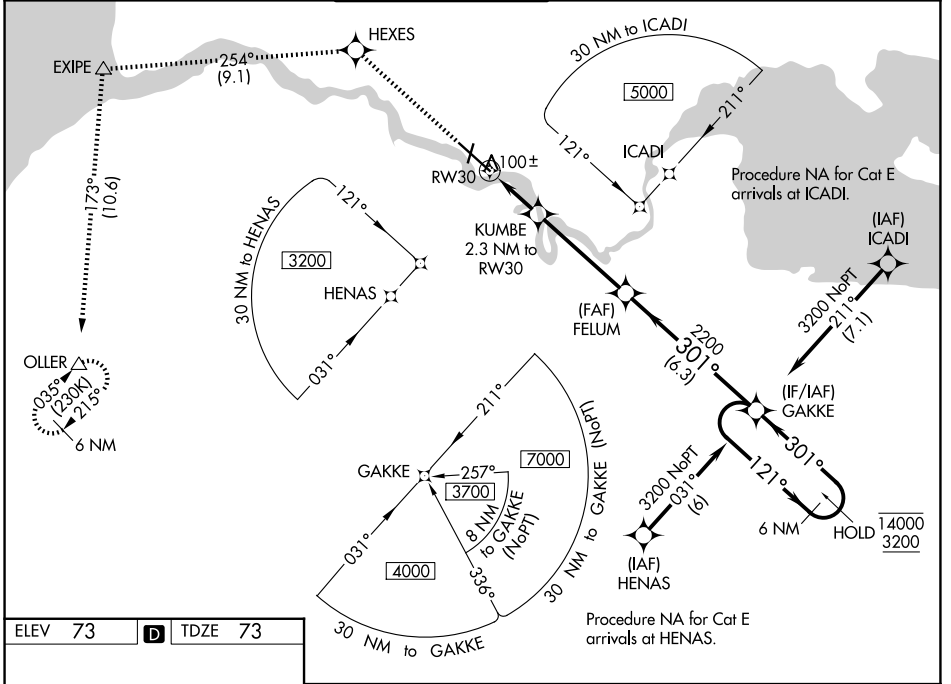 HEXES
EXIPE
254°
(9.1)
173°
(10.6)
OLLER
035°
(230K)
215°
6 NM
RW30
100±
30 NM to ICADI
5000
211°
121°
ICADI
Procedure NA for Cat E
arrivals at ICADI.
(IAF)
ICADI
3200 NoPT
211°
(7.1)
KUMBE
2.3 NM to
RW30
30 NM to HENAS
121°
3200
HENAS
031°
(FAF)
FELUM
2200
301°
(6.3)
(IF/IAF)
GAKKE
301°
121°
6 NM
HOLD
14000
3200
3200 NoPT
031°
(6)
(IAF)
HENAS
Procedure NA for Cat E
arrivals at HENAS.
211°
7000
30 NM to GAKKE (NoPT)
GAKKE
257°
3700
8 NM
to GAKKE
(NoPT)
031°
4000
336°
30 NM to GAKKE
ELEV 73
D
TDZE 73